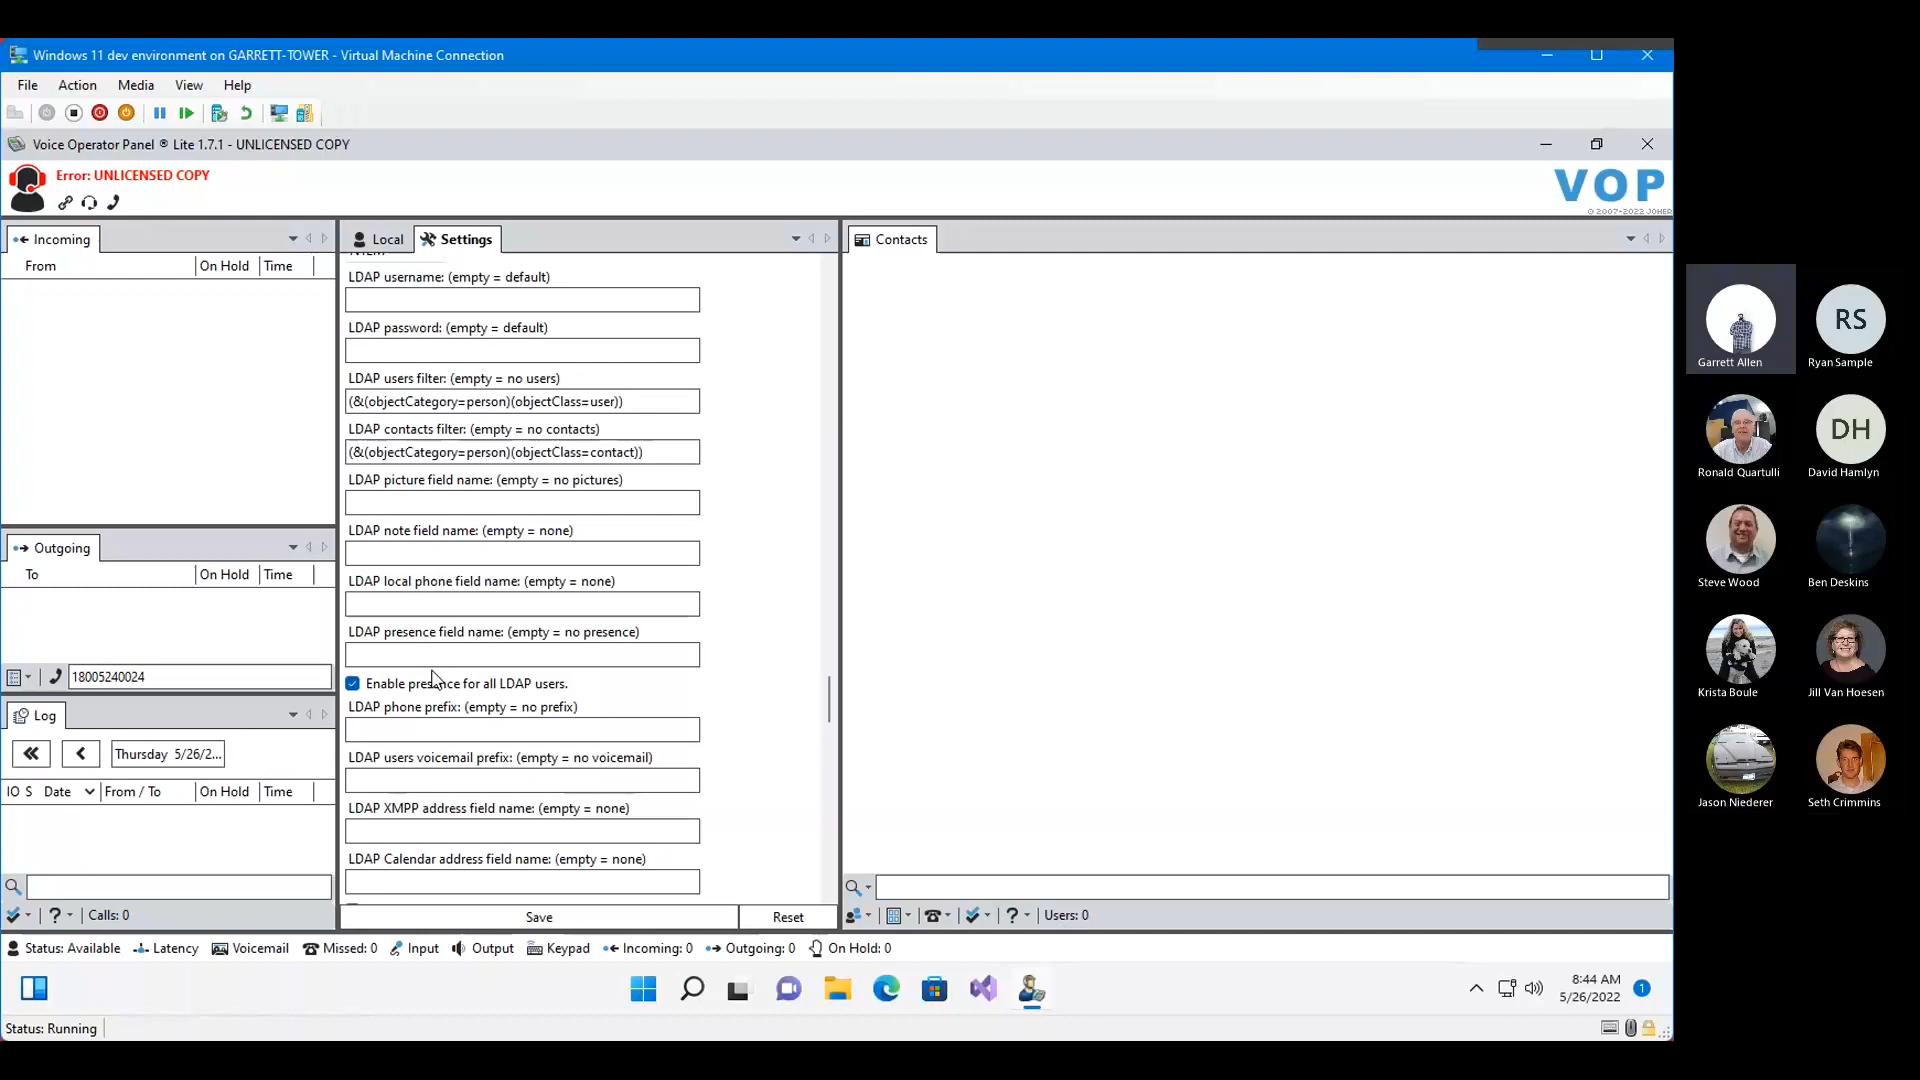 Windows 11 dev environment on GARRETT-TOWER - Virtual Machine Connection
File Action Media View Help
Voice Operator Panel ® Lite 1.7.1 - UNLICENSED COPY
Error: UNLICENSED COPY
VOP
© 2007-2022 JOHER
Incoming
From On Hold Time
Outgoing
To On Hold Time
18005240024
Log
Thursday 5/26/2...
IO S Date From / To On Hold Time
Calls: 0
Local Settings
LDAP username: (empty = default)
LDAP password: (empty = default)
LDAP users filter: (empty = no users)
(&(objectCategory=person)(objectClass=user))
LDAP contacts filter: (empty = no contacts)
(&(objectCategory=person)(objectClass=contact))
LDAP picture field name: (empty = no pictures)
LDAP note field name: (empty = none)
LDAP local phone field name: (empty = none)
LDAP presence field name: (empty = no presence)
Enable presence for all LDAP users.
LDAP phone prefix: (empty = no prefix)
LDAP users voicemail prefix: (empty = no voicemail)
LDAP XMPP address field name: (empty = none)
LDAP Calendar address field name: (empty = none)
Save Reset
Contacts
Users: 0
Status: Available Latency Voicemail Missed: 0 Input Output Keypad Incoming: 0 Outgoing: 0 On Hold: 0
8:44 AM
5/26/2022
1
Status: Running
RS
Garrett Allen Ryan Sample
DH
Ronald Quartulli David Hamlyn
Steve Wood Ben Deskins
Krista Boule Jill Van Hoesen
Jason Niederer Seth Crimmins